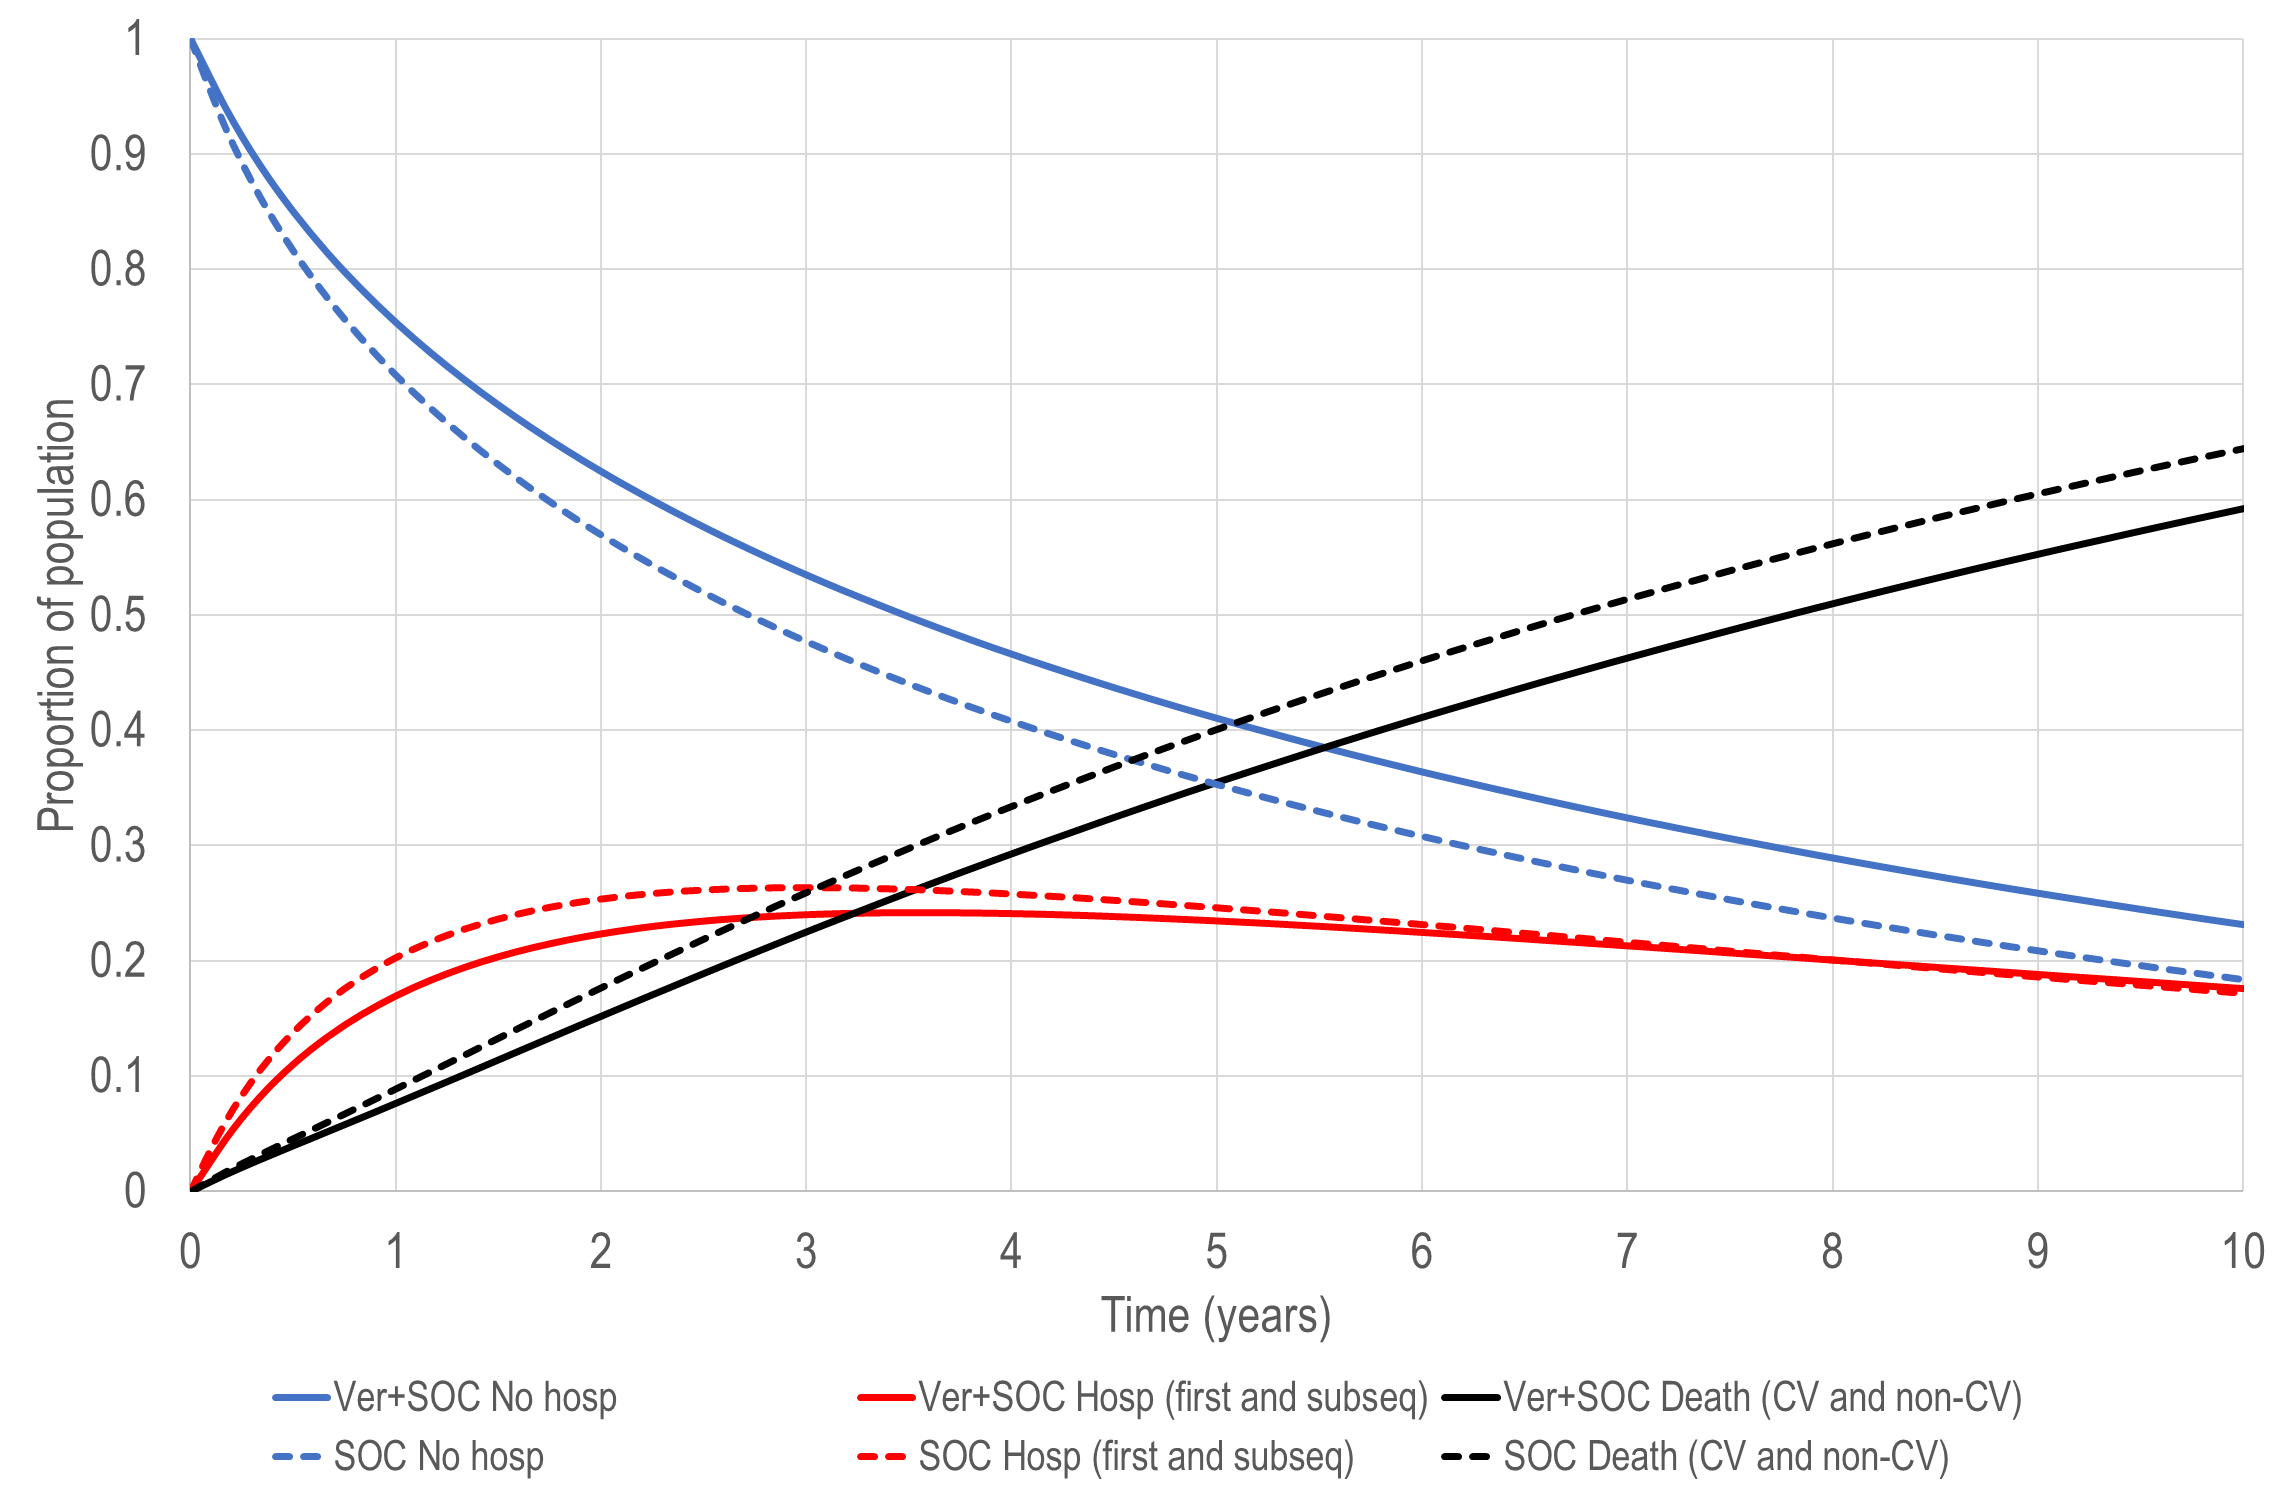 1
0.9
0.8
0.7
0.6
0.5
0.4
0.3
0.2
0.1
0
Proportion of population
0 1 2 3 4 5 6 7 8 9 10
Time (years)
Ver+SOC No hosp Ver+SOC Hosp (first and subseq) Ver+SOC Death (CV and non-CV)
SOC No hosp SOC Hosp (first and subseq) SOC Death (CV and non-CV)